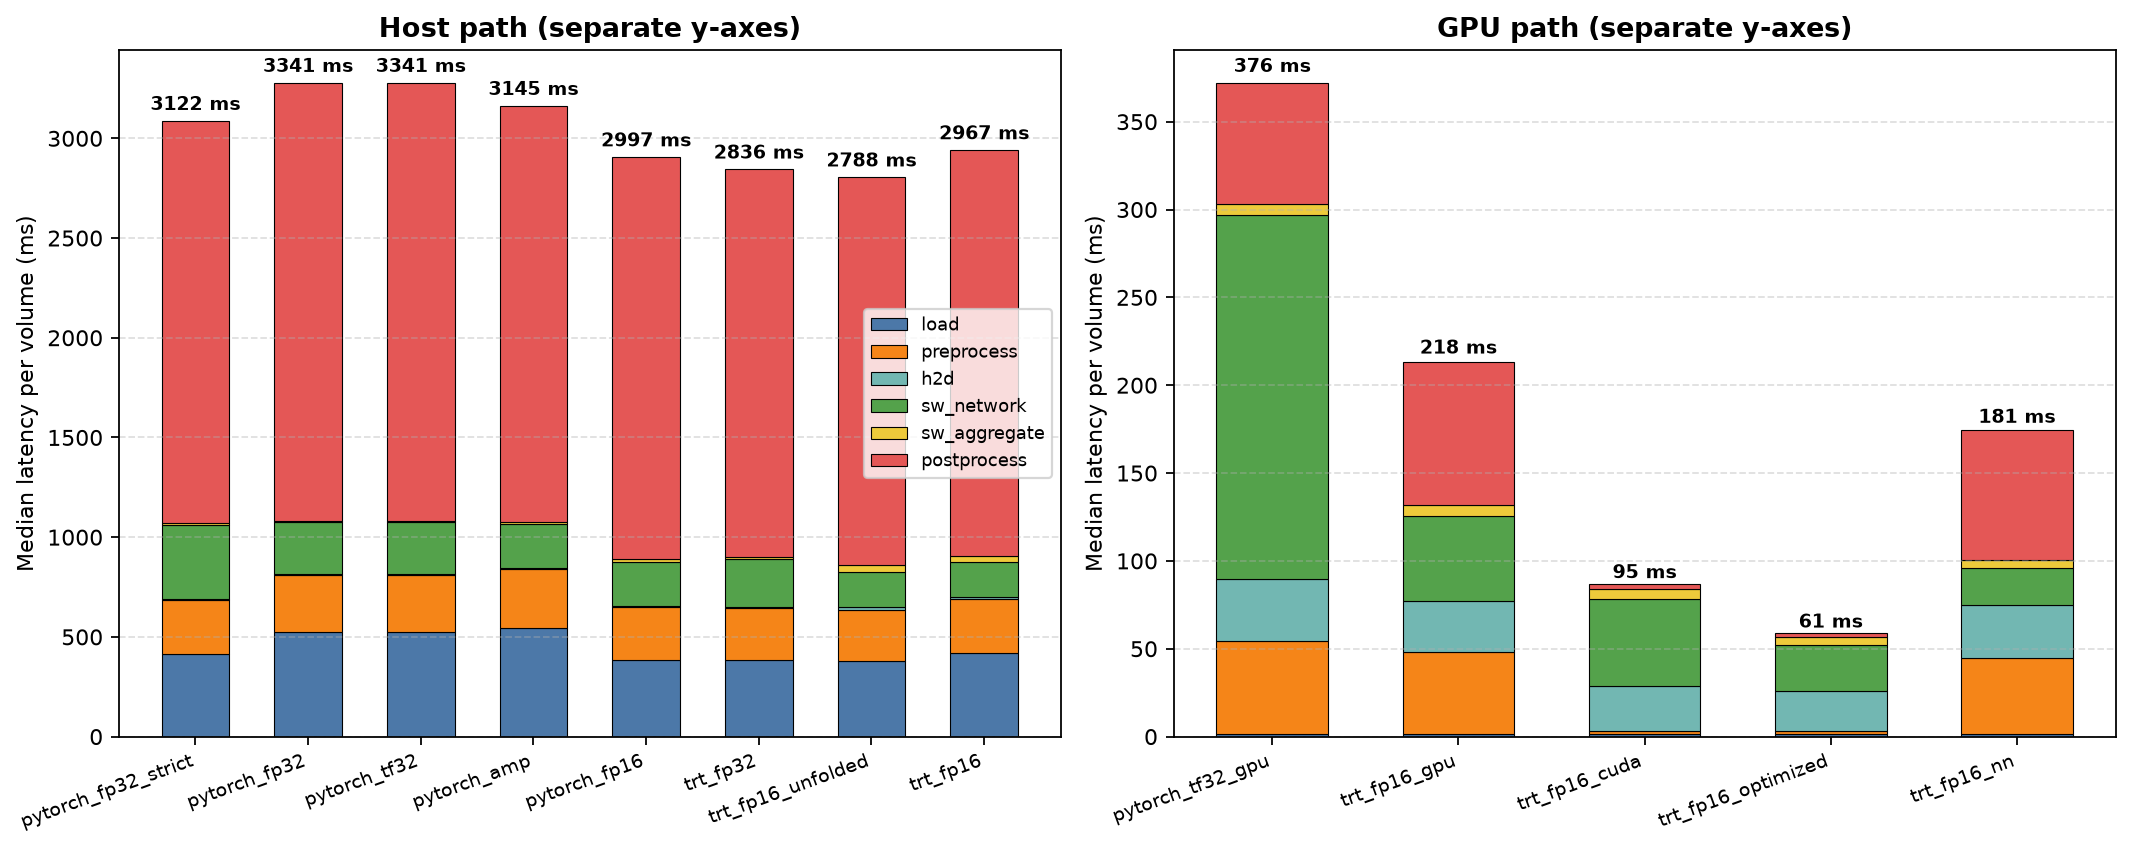 Host path (separate y-axes)
Median latency per volume (ms)
3000
2500
2000
1500
1000
500
0
3122 ms
3341 ms
3341 ms
3145 ms
2997 ms
2836 ms
2788 ms
2967 ms
load
preprocess
h2d
sw_network
sw_aggregate
postprocess
pytorch_fp32_strict
pytorch_fp32
pytorch_tf32
pytorch_amp
pytorch_fp16
trt_fp32
trt_fp16_unfolded
trt_fp16
GPU path (separate y-axes)
Median latency per volume (ms)
350
300
250
200
150
100
50
0
376 ms
218 ms
95 ms
61 ms
181 ms
pytorch_tf32_gpu
trt_fp16_gpu
trt_fp16_cuda
trt_fp16_optimized
trt_fp16_nn